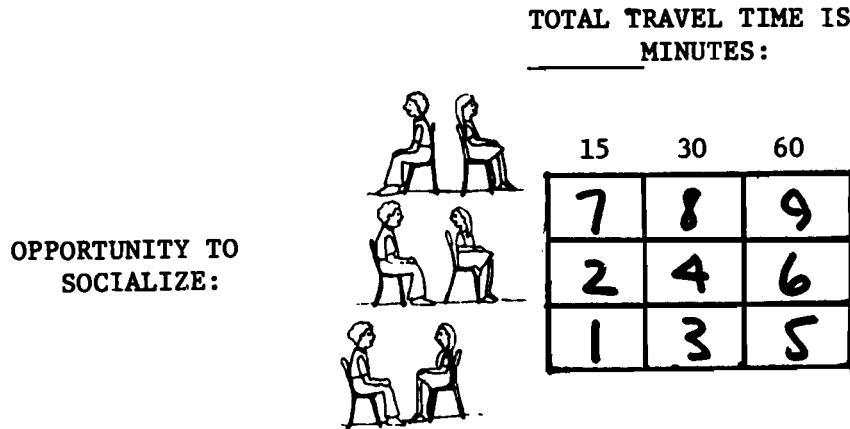 TOTAL TRAVEL TIME IS
______MINUTES:
15 30 60
7 8 9
OPPORTUNITY TO
SOCIALIZE:
2 4 6
1 3 5